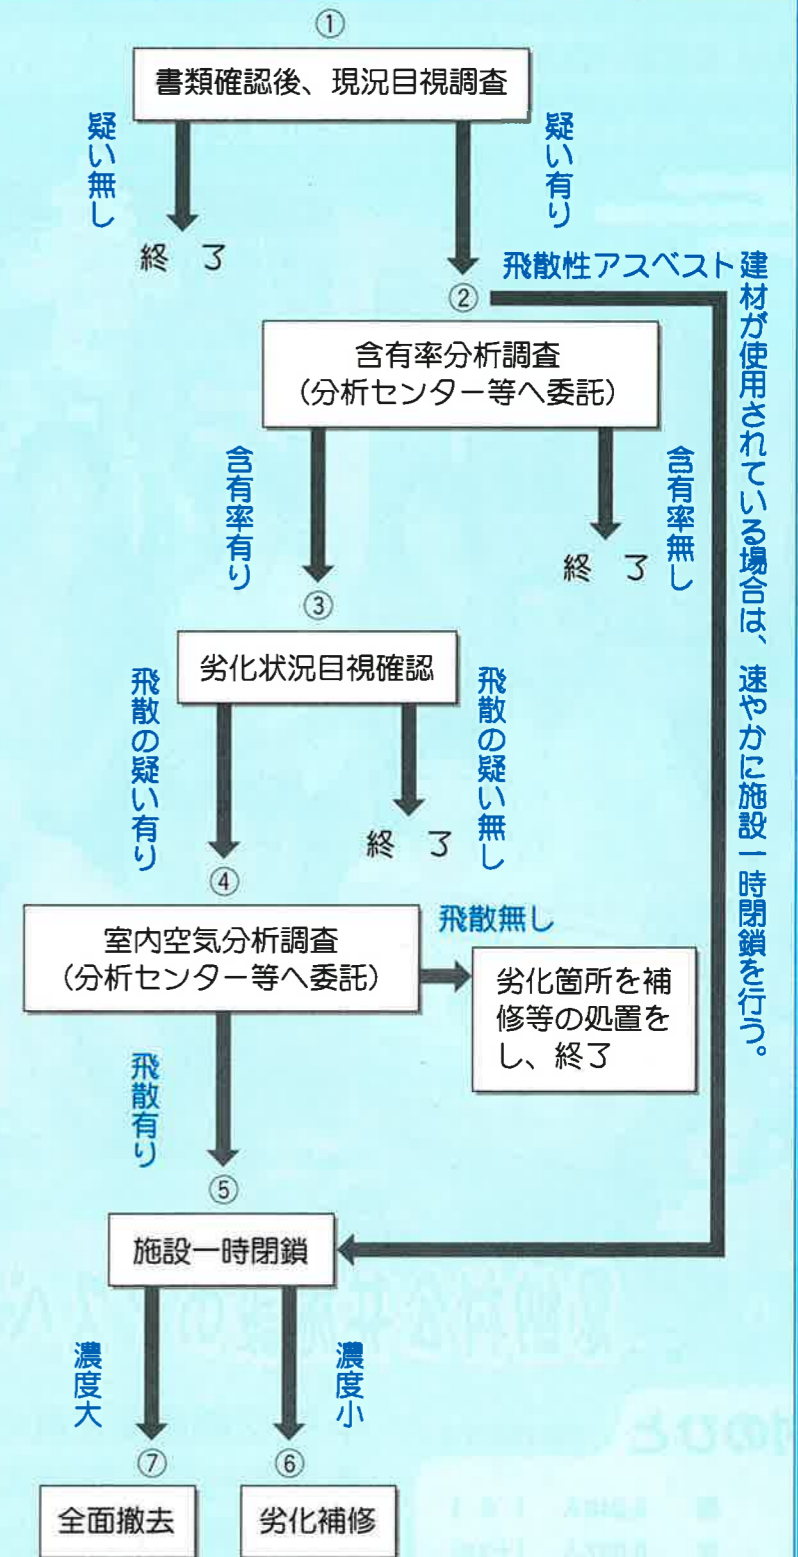 ①
書類確認後、現況目視調査
疑い無し
疑い有り
終　了
飛散性アスベスト建材が使用されている場合は、速やかに施設一時閉鎖を行う。
②
含有率分析調査
（分析センター等へ委託）
含有率有り
含有率無し
終　了
③
劣化状況目視確認
飛散の疑い有り
飛散の疑い無し
終　了
④
室内空気分析調査
（分析センター等へ委託）
飛散無し
劣化箇所を補
修等の処置を
し、終了
飛散有り
⑤
施設一時閉鎖
濃度大
濃度小
⑦
⑥
全面撤去
劣化補修